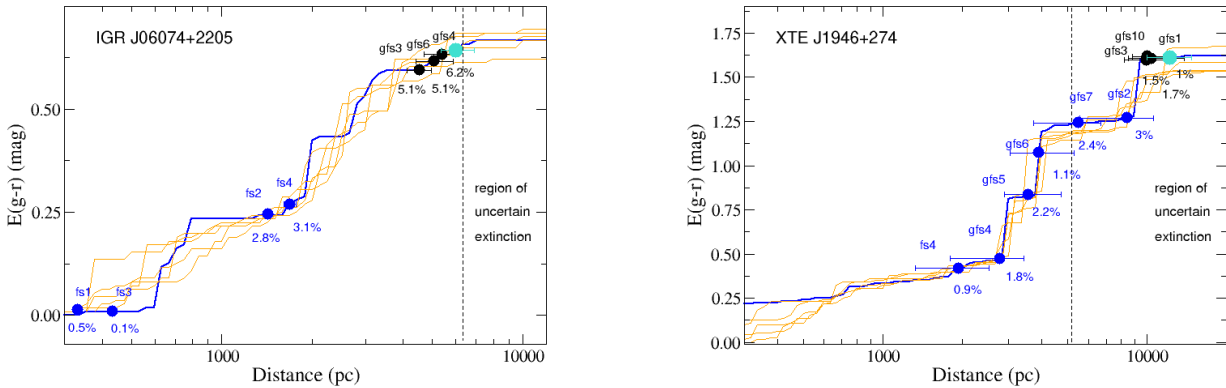 IGR J06074+2205
gfs4
gfs6
gfs3
6.2%
5.1% 5.1%
0.50
E(g-r) (mag)
fs4
fs2
0.25
3.1%
2.8%
region of
uncertain
extinction
fs1 fs3
0.00
0.5% 0.1%
1000 10000
Distance (pc)
XTE J1946+274
gfs10
gfs1
gfs3
1%
1.5%
1.7%
1.75
1.50
1.25
1.00
0.75
0.50
0.25
0.00
E(g-r) (mag)
gfs7
gfs2
3%
2.4%
gfs6
1.1%
gfs5
2.2%
gfs4
fs4
1.8%
0.9%
region of
uncertain
extinction
1000 10000
Distance (pc)